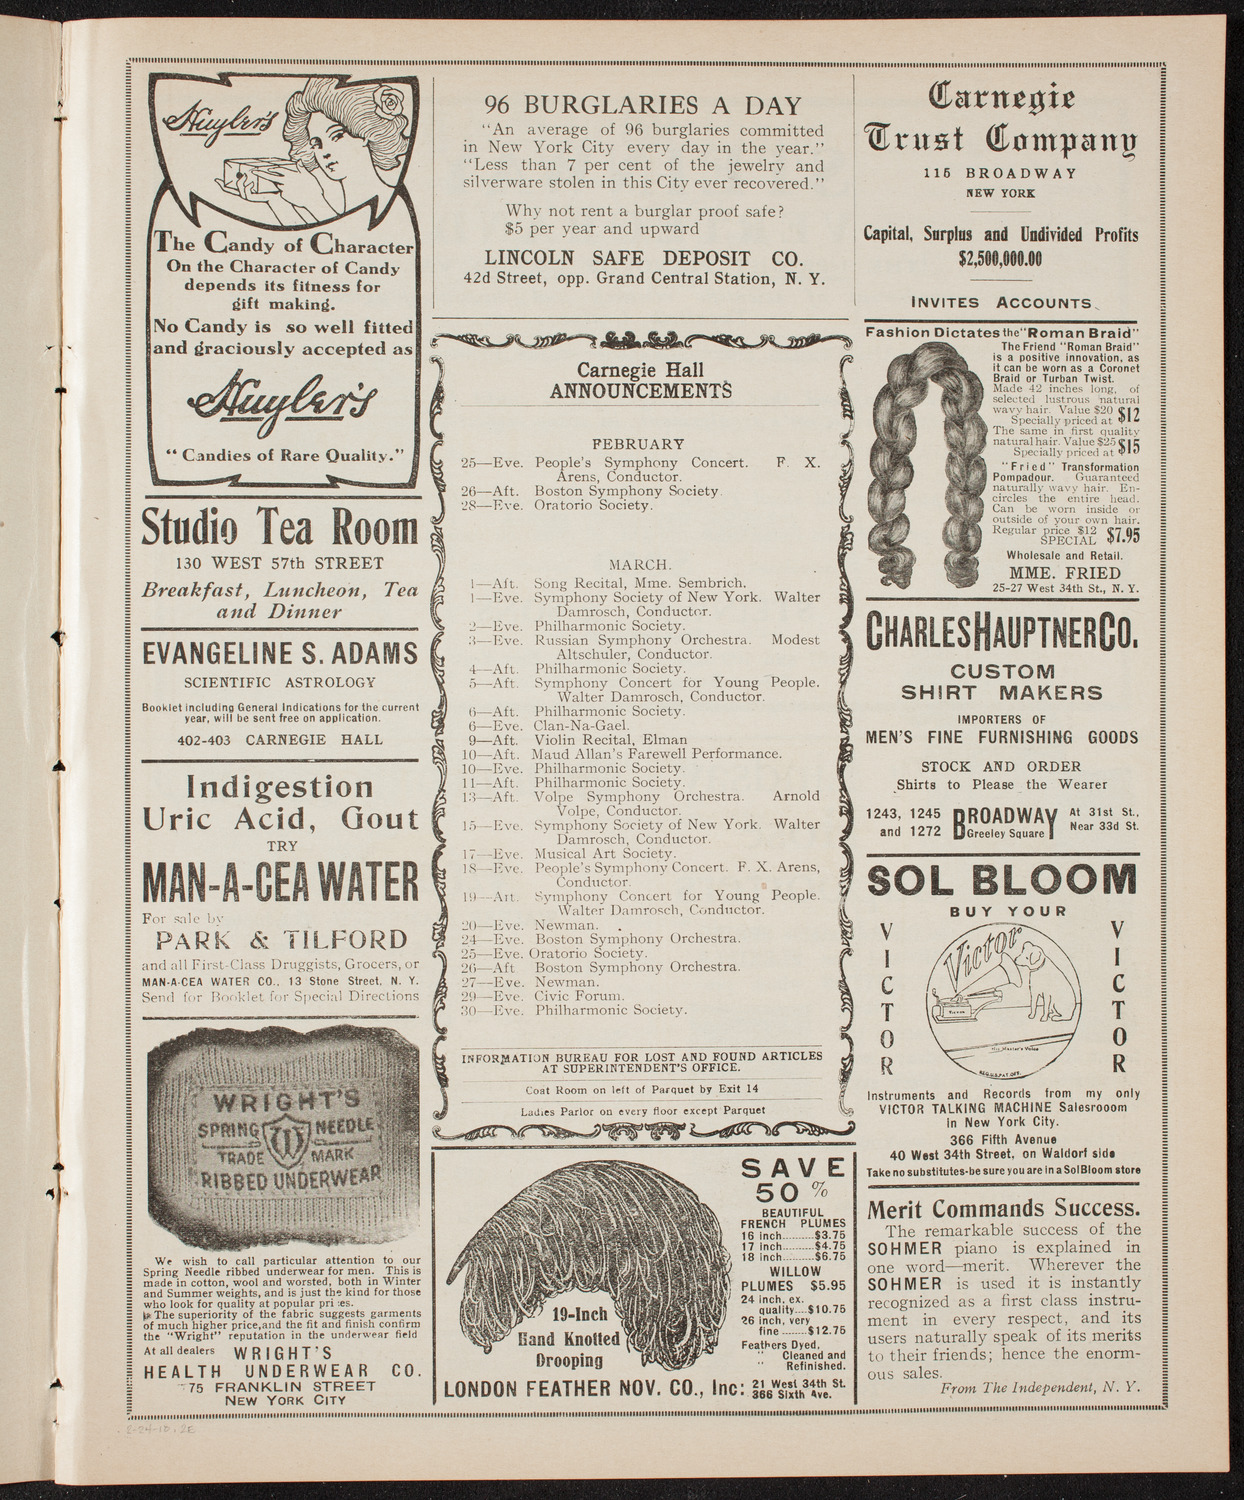 Huyler's
The Candy of Character
On the Character of Candy
depends its fitness for
gift making.
No Candy is so well fitted
and graciously accepted as
Huyler's
"Candies of Rare Quality."
Studio Tea Room
130 WEST 57th STREET
Breakfast, Luncheon, Tea
and Dinner
EVANGELINE S. ADAMS
SCIENTIFIC ASTROLOGY
Booklet including General Indications for the current
year, will be sent free on application.
402-403 CARNEGIE HALL
Indigestion
Uric Acid, Gout
TRY
MAN-A-CEA WATER
For sale by
PARK & TILFORD
and all First-Class Druggists, Grocers, or
MAN-A-CEA WATER CO., 13 Stone Street, N. Y.
Send for Booklet for Special Directions
WRIGHT'S
SPRING NEEDLE
TRADE MARK
RIBBED UNDERWEAR
We wish to call particular attention to our
Spring Needle ribbed underwear for men. This is
made in cotton, wool and worsted, both in Winter
and Summer weights, and is just the kind for those
who look for quality at popular prices.
The superiority of the fabric suggests garments
of much higher price, and the fit and finish confirm
the "Wright" reputation in the underwear field
At all dealers WRIGHT'S
HEALTH UNDERWEAR CO.
75 FRANKLIN STREET
NEW YORK CITY
96 BURGLARIES A DAY
"An average of 96 burglaries committed
in New York City every day in the year."
"Less than 7 per cent of the jewelry and
silverware stolen in this City ever recovered."
Why not rent a burglar proof safe?
$5 per year and upward
LINCOLN SAFE DEPOSIT CO.
42d Street, opp. Grand Central Station, N. Y.
Carnegie Hall
ANNOUNCEMENTS
FEBRUARY
25—Eve. People's Symphony Concert. F. X.
Arens, Conductor.
26—Aft. Boston Symphony Society.
28—Eve. Oratorio Society.
MARCH.
1—Aft. Song Recital, Mme. Sembrich.
1—Eve. Symphony Society of New York. Walter
Damrosch, Conductor.
2—Eve. Philharmonic Society.
3—Eve. Russian Symphony Orchestra. Modest
Altschuler, Conductor.
4—Aft. Philharmonic Society.
5—Aft. Symphony Concert for Young People.
Walter Damrosch, Conductor.
6—Aft. Philharmonic Society.
6—Eve. Clan-Na-Gael.
9—Aft. Violin Recital, Elman
10—Aft. Maud Allan's Farewell Performance.
10—Eve. Philharmonic Society.
11—Aft. Philharmonic Society.
13—Aft. Volpe Symphony Orchestra. Arnold
Volpe, Conductor.
15—Eve. Symphony Society of New York. Walter
Damrosch, Conductor.
17—Eve. Musical Art Society.
18—Eve. People's Symphony Concert. F. X. Arens,
Conductor.
19—Aft. Symphony Concert for Young People.
Walter Damrosch, Conductor.
20—Eve. Newman.
24—Eve. Boston Symphony Orchestra.
25—Eve. Oratorio Society.
26—Aft Boston Symphony Orchestra.
27—Eve. Newman.
29—Eve. Civic Forum.
30—Eve. Philharmonic Society.
INFORMATION BUREAU FOR LOST AND FOUND ARTICLES
AT SUPERINTENDENT'S OFFICE.
Coat Room on left of Parquet by Exit 14
Ladies Parlor on every floor except Parquet
19-Inch
Hand Knotted
Drooping
SAVE
50%
BEAUTIFUL
FRENCH PLUMES
16 inch..........$3.75
17 inch..........$4.75
18 inch..........$6.75
WILLOW
PLUMES $5.95
24 inch, ex.
quality....$10.75
26 inch, very
fine.......$12.75
Feathers Dyed,
" Cleaned and
" Refinished.
LONDON FEATHER NOV. CO., Inc: 21 West 34th St.
366 Sixth Ave.
Carnegie
Trust Company
115 BROADWAY
NEW YORK
Capital, Surplus and Undivided Profits
$2,500,000.00
INVITES ACCOUNTS
Fashion Dictates the "Roman Braid"
The Friend "Roman Braid"
is a positive innovation, as
it can be worn as a Coronet
Braid or Turban Twist.
Made 42 inches long, of
selected lustrous natural
wavy hair. Value $20 $12
Specially priced at
The same in first quality
natural hair. Value $25 $15
Specially priced at
"Fried" Transformation
Pompadour. Guaranteed
naturally wavy hair. En-
circles the entire head.
Can be worn inside or
outside of your own hair.
Regular price $12 $7.95
SPECIAL
Wholesale and Retail.
MME. FRIED
25-27 West 34th St., N. Y.
CHARLES HAUPTNER CO.
CUSTOM
SHIRT MAKERS
IMPORTERS OF
MEN'S FINE FURNISHING GOODS
STOCK AND ORDER
Shirts to Please the Wearer
1243, 1245 and 1272 BROADWAY Greeley Square At 31st St., Near 33d St.
SOL BLOOM
BUY YOUR
VICTOR
Victor
VICTOR
His Master's Voice
REG.U.S.PAT.OFF.
Instruments and Records from my only
VICTOR TALKING MACHINE Salesrooom
in New York City.
366 Fifth Avenue
40 West 34th Street, on Waldorf side
Take no substitutes-be sure you are in a Sol Bloom store
Merit Commands Success.
The remarkable success of the
SOHMER piano is explained in
one word—merit. Wherever the
SOHMER is used it is instantly
recognized as a first class instru-
ment in every respect, and its
users naturally speak of its merits
to their friends; hence the enorm-
ous sales.
From The Independent, N. Y.
2-24-10.2E